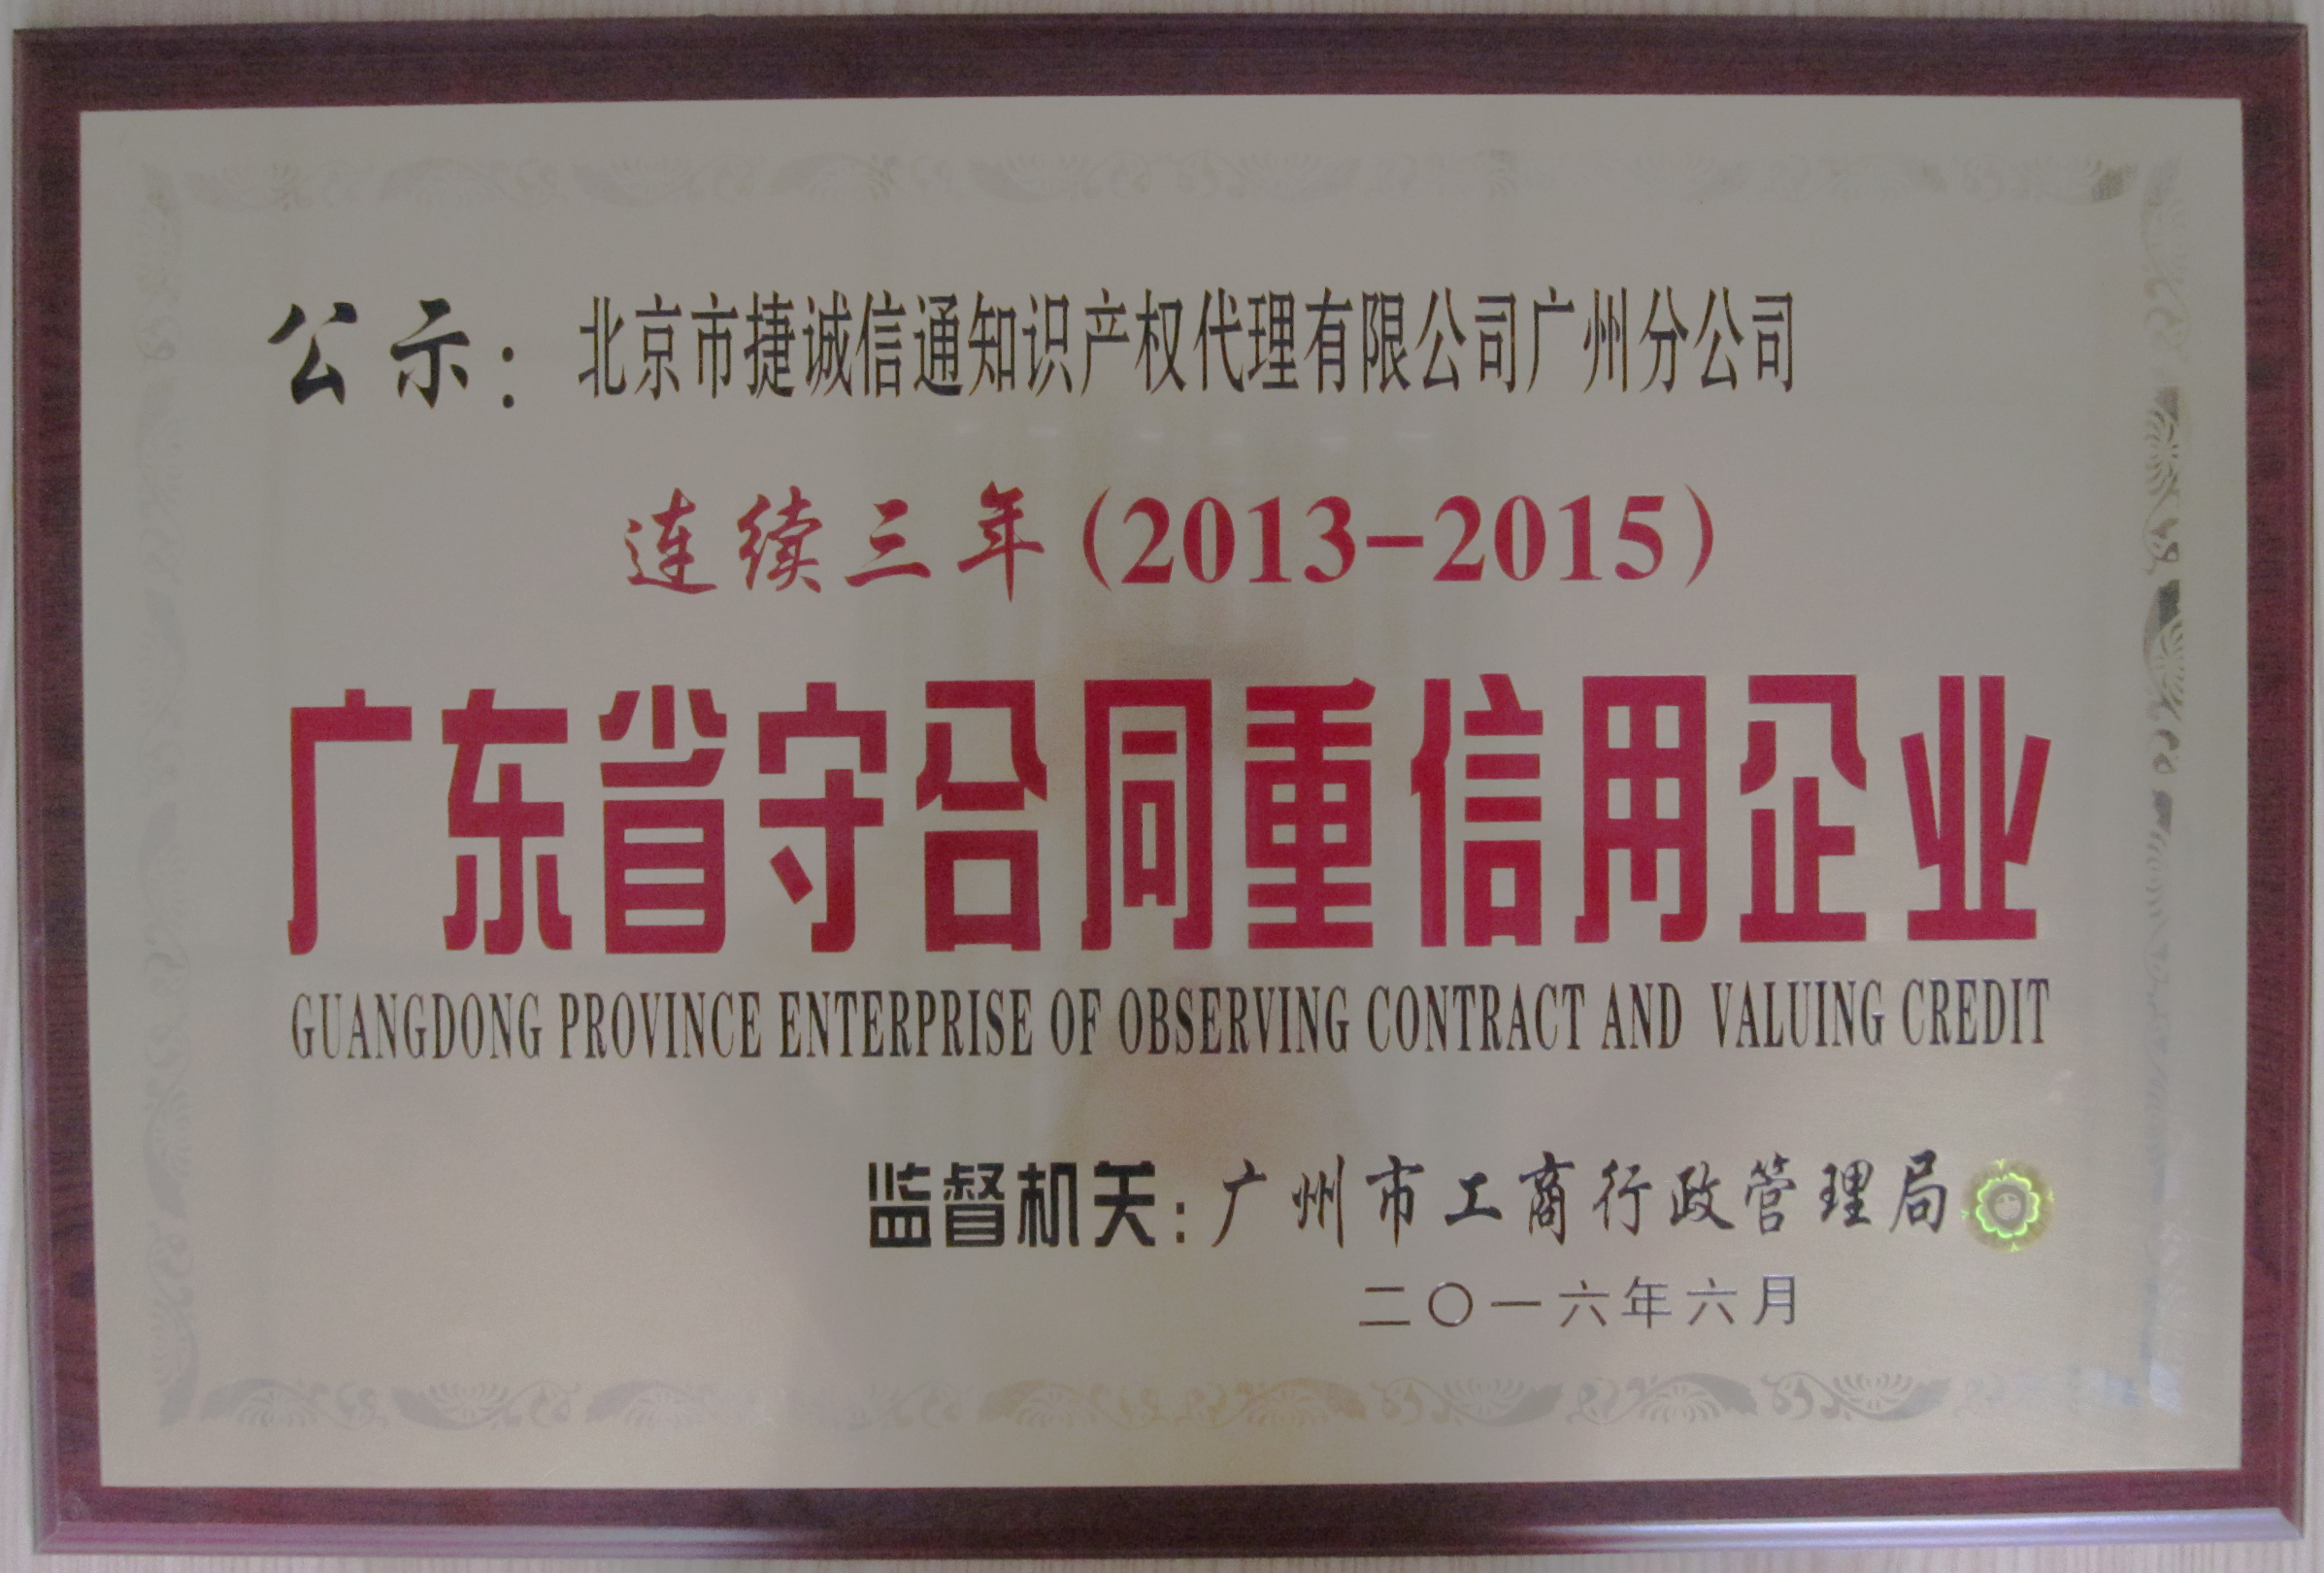 公示：北京市捷诚信通知识产权代理有限公司广州分公司
连续三年(2013-2015)
广东省守合同重信用企业
GUANGDONG PROVINCE ENTERPRISE OF OBSERVING CONTRACT AND VALUING CREDIT
监督机关：广州市工商行政管理局
二〇一六年六月